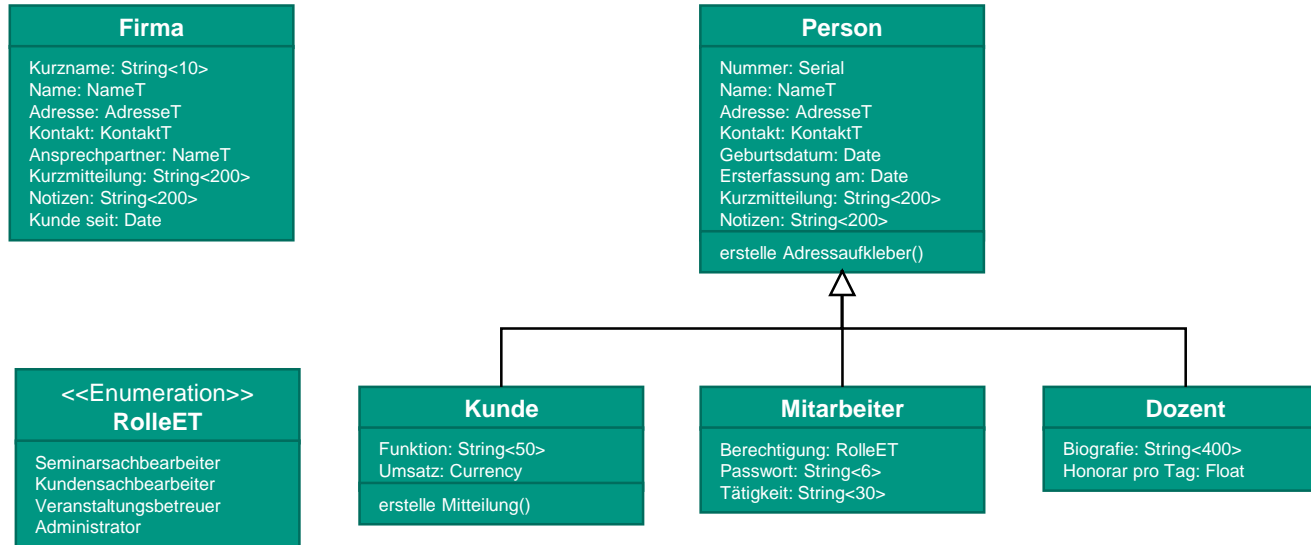 Firma
Kurzname: String<10>
Name: NameT
Adresse: AdresseT
Kontakt: KontaktT
Ansprechpartner: NameT
Kurzmitteilung: String<200>
Notizen: String<200>
Kunde seit: Date
Person
Nummer: Serial
Name: NameT
Adresse: AdresseT
Kontakt: KontaktT
Geburtsdatum: Date
Ersterfassung am: Date
Kurzmitteilung: String<200>
Notizen: String<200>
erstelle Adressaufkleber()
<<Enumeration>>
RolleET
Seminarsachbearbeiter
Kundensachbearbeiter
Veranstaltungsbetreuer
Administrator
Kunde
Funktion: String<50>
Umsatz: Currency
erstelle Mitteilung()
Mitarbeiter
Berechtigung: RolleET
Passwort: String<6>
Tätigkeit: String<30>
Dozent
Biografie: String<400>
Honorar pro Tag: Float